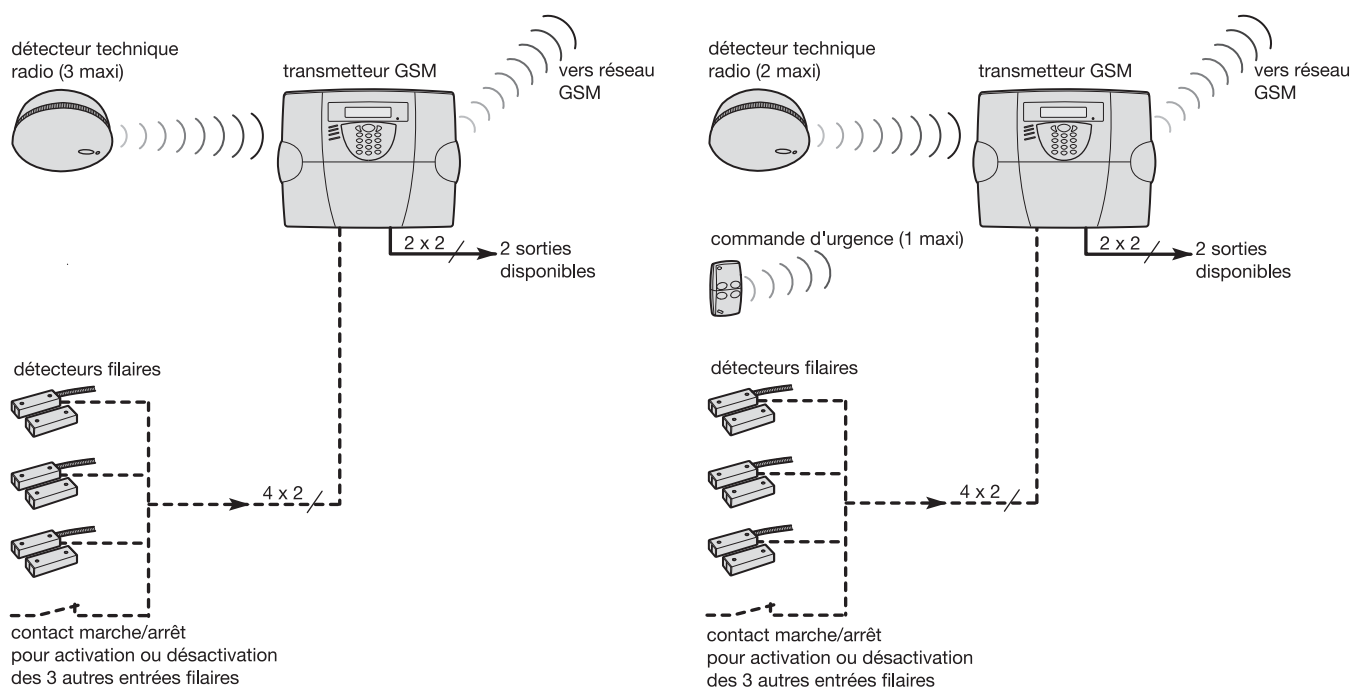 détecteur technique
radio (3 maxi)
transmetteur GSM
vers réseau
GSM
2 x 2
2 sorties
disponibles
détecteurs filaires
4 x 2
contact marche/arrêt
pour activation ou désactivation
des 3 autres entrées filaires
détecteur technique
radio (2 maxi)
transmetteur GSM
vers réseau
GSM
commande d'urgence (1 maxi)
2 x 2
2 sorties
disponibles
détecteurs filaires
4 x 2
contact marche/arrêt
pour activation ou désactivation
des 3 autres entrées filaires